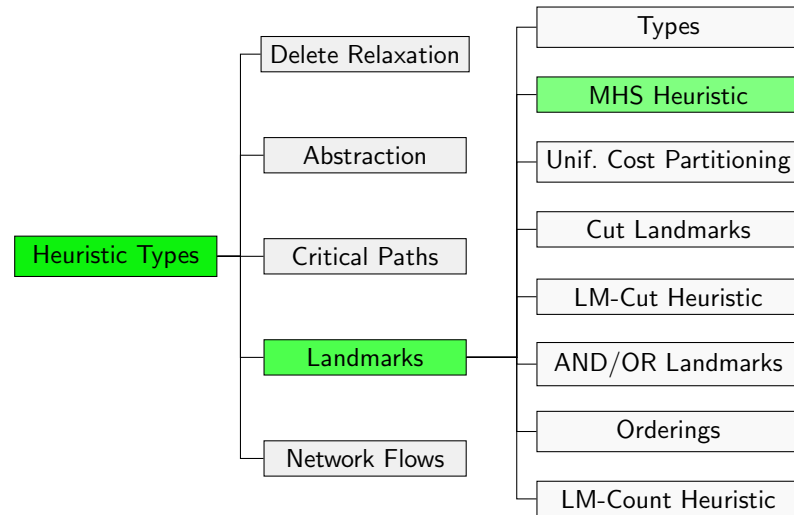 Heuristic Types
Delete Relaxation
Abstraction
Critical Paths
Landmarks
Network Flows
Types
MHS Heuristic
Unif. Cost Partitioning
Cut Landmarks
LM-Cut Heuristic
AND/OR Landmarks
Orderings
LM-Count Heuristic